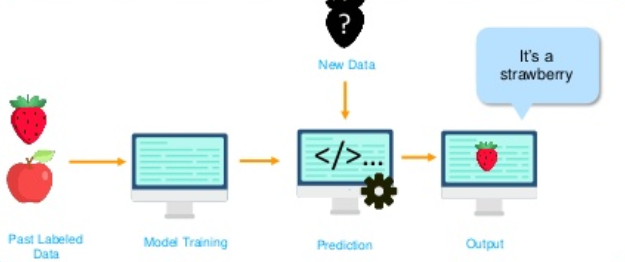 ?
New Data
It's a
strawberry
</>...
Past Labeled
Data
Model Training
Prediction
Output